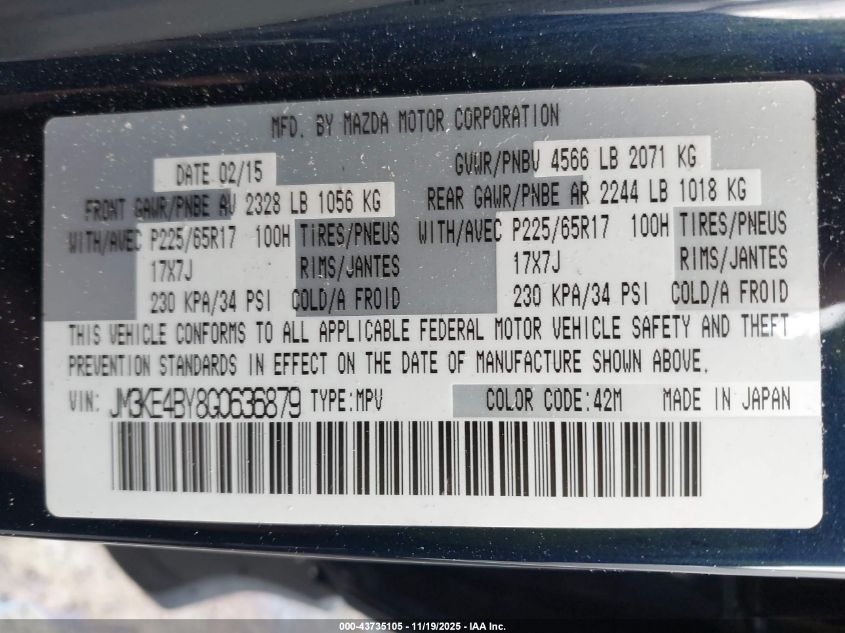 MFD. BY MAZDA MOTOR CORPORATION
DATE 02/15 GVWR/PNBV 4566 LB 2071 KG
FRONT GAWR/PNBE AV 2328 LB 1056 KG REAR GAWR/PNBE AR 2244 LB 1018 KG
WITH/AVEC P225/65R17 100H TIRES/PNEUS WITH/AVEC P225/65R17 100H TIRES/PNEUS
17X7J RIMS/JANTES 17X7J RIMS/JANTES
230 KPA/34 PSI COLD/A FROID 230 KPA/34 PSI COLD/A FROID
THIS VEHICLE CONFORMS TO ALL APPLICABLE FEDERAL MOTOR VEHICLE SAFETY AND THEFT
PREVENTION STANDARDS IN EFFECT ON THE DATE OF MANUFACTURE SHOWN ABOVE.
VIN: JM3KE4BY8G0636879 TYPE:MPV COLOR CODE:42M MADE IN JAPAN
000-43735105 - 11/19/2025 - IAA Inc.